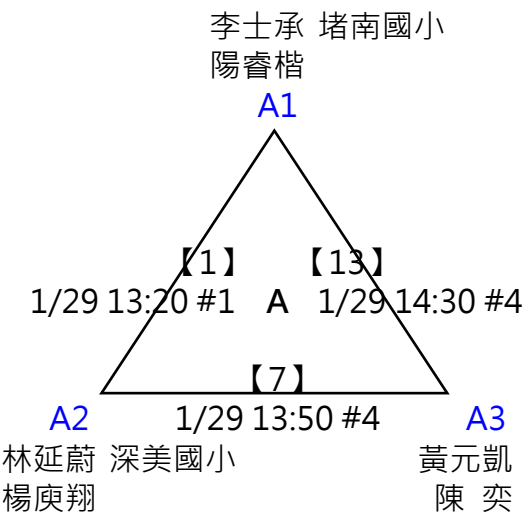 李士承 堵南國小
陽睿楷
A1
【1】 【13】
1/29 13:20 #1 A 1/29 14:30 #4
【7】
A2 1/29 13:50 #4 A3
林延蔚 深美國小 黃元凱
楊庾翔 陳 奕